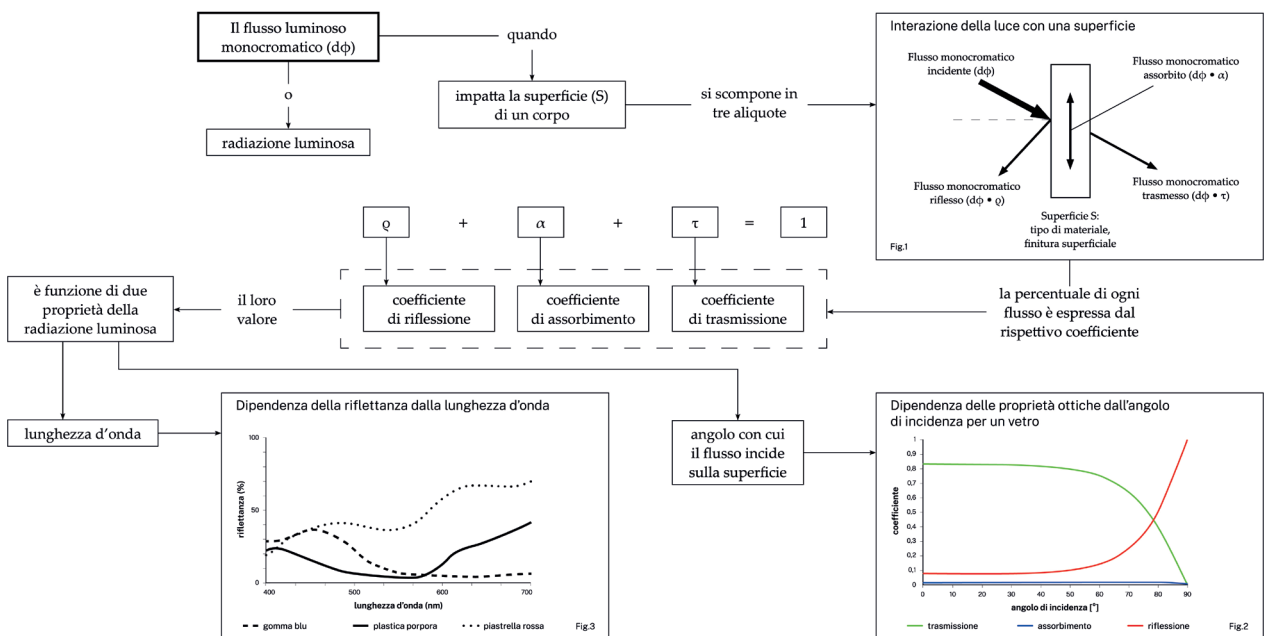 Il flusso luminoso
monocromatico (dϕ)
quando
o
radiazione luminosa
impatta la superficie (S)
di un corpo
si scompone in
tre aliquote
Interazione della luce con una superficie
Flusso monocromatico
incidente (dϕ)
Flusso monocromatico
assorbito (dϕ • α)
Flusso monocromatico
riflesso (dϕ • ϱ)
Flusso monocromatico
trasmesso (dϕ • τ)
Superficie S:
tipo di materiale,
finitura superficiale
Fig.1
ϱ + α + τ = 1
coefficiente
di riflessione
coefficiente
di assorbimento
coefficiente
di trasmissione
la percentuale di ogni
flusso è espressa dal
rispettivo coefficiente
il loro
valore
è funzione di due
proprietà della
radiazione luminosa
lunghezza d'onda
Dipendenza della riflettanza dalla lunghezza d'onda
riflettanza (%)
100
50
0
400 500 600 700
lunghezza d'onda (nm)
gomma blu plastica porpora piastrella rossa
Fig.3
angolo con cui
il flusso incide
sulla superficie
Dipendenza delle proprietà ottiche dall'angolo
di incidenza per un vetro
coefficiente
1
0,9
0,8
0,7
0,6
0,5
0,4
0,3
0,2
0,1
0
0 10 20 30 40 50 60 70 80 90
angolo di incidenza [°]
trasmissione assorbimento riflessione
Fig.2